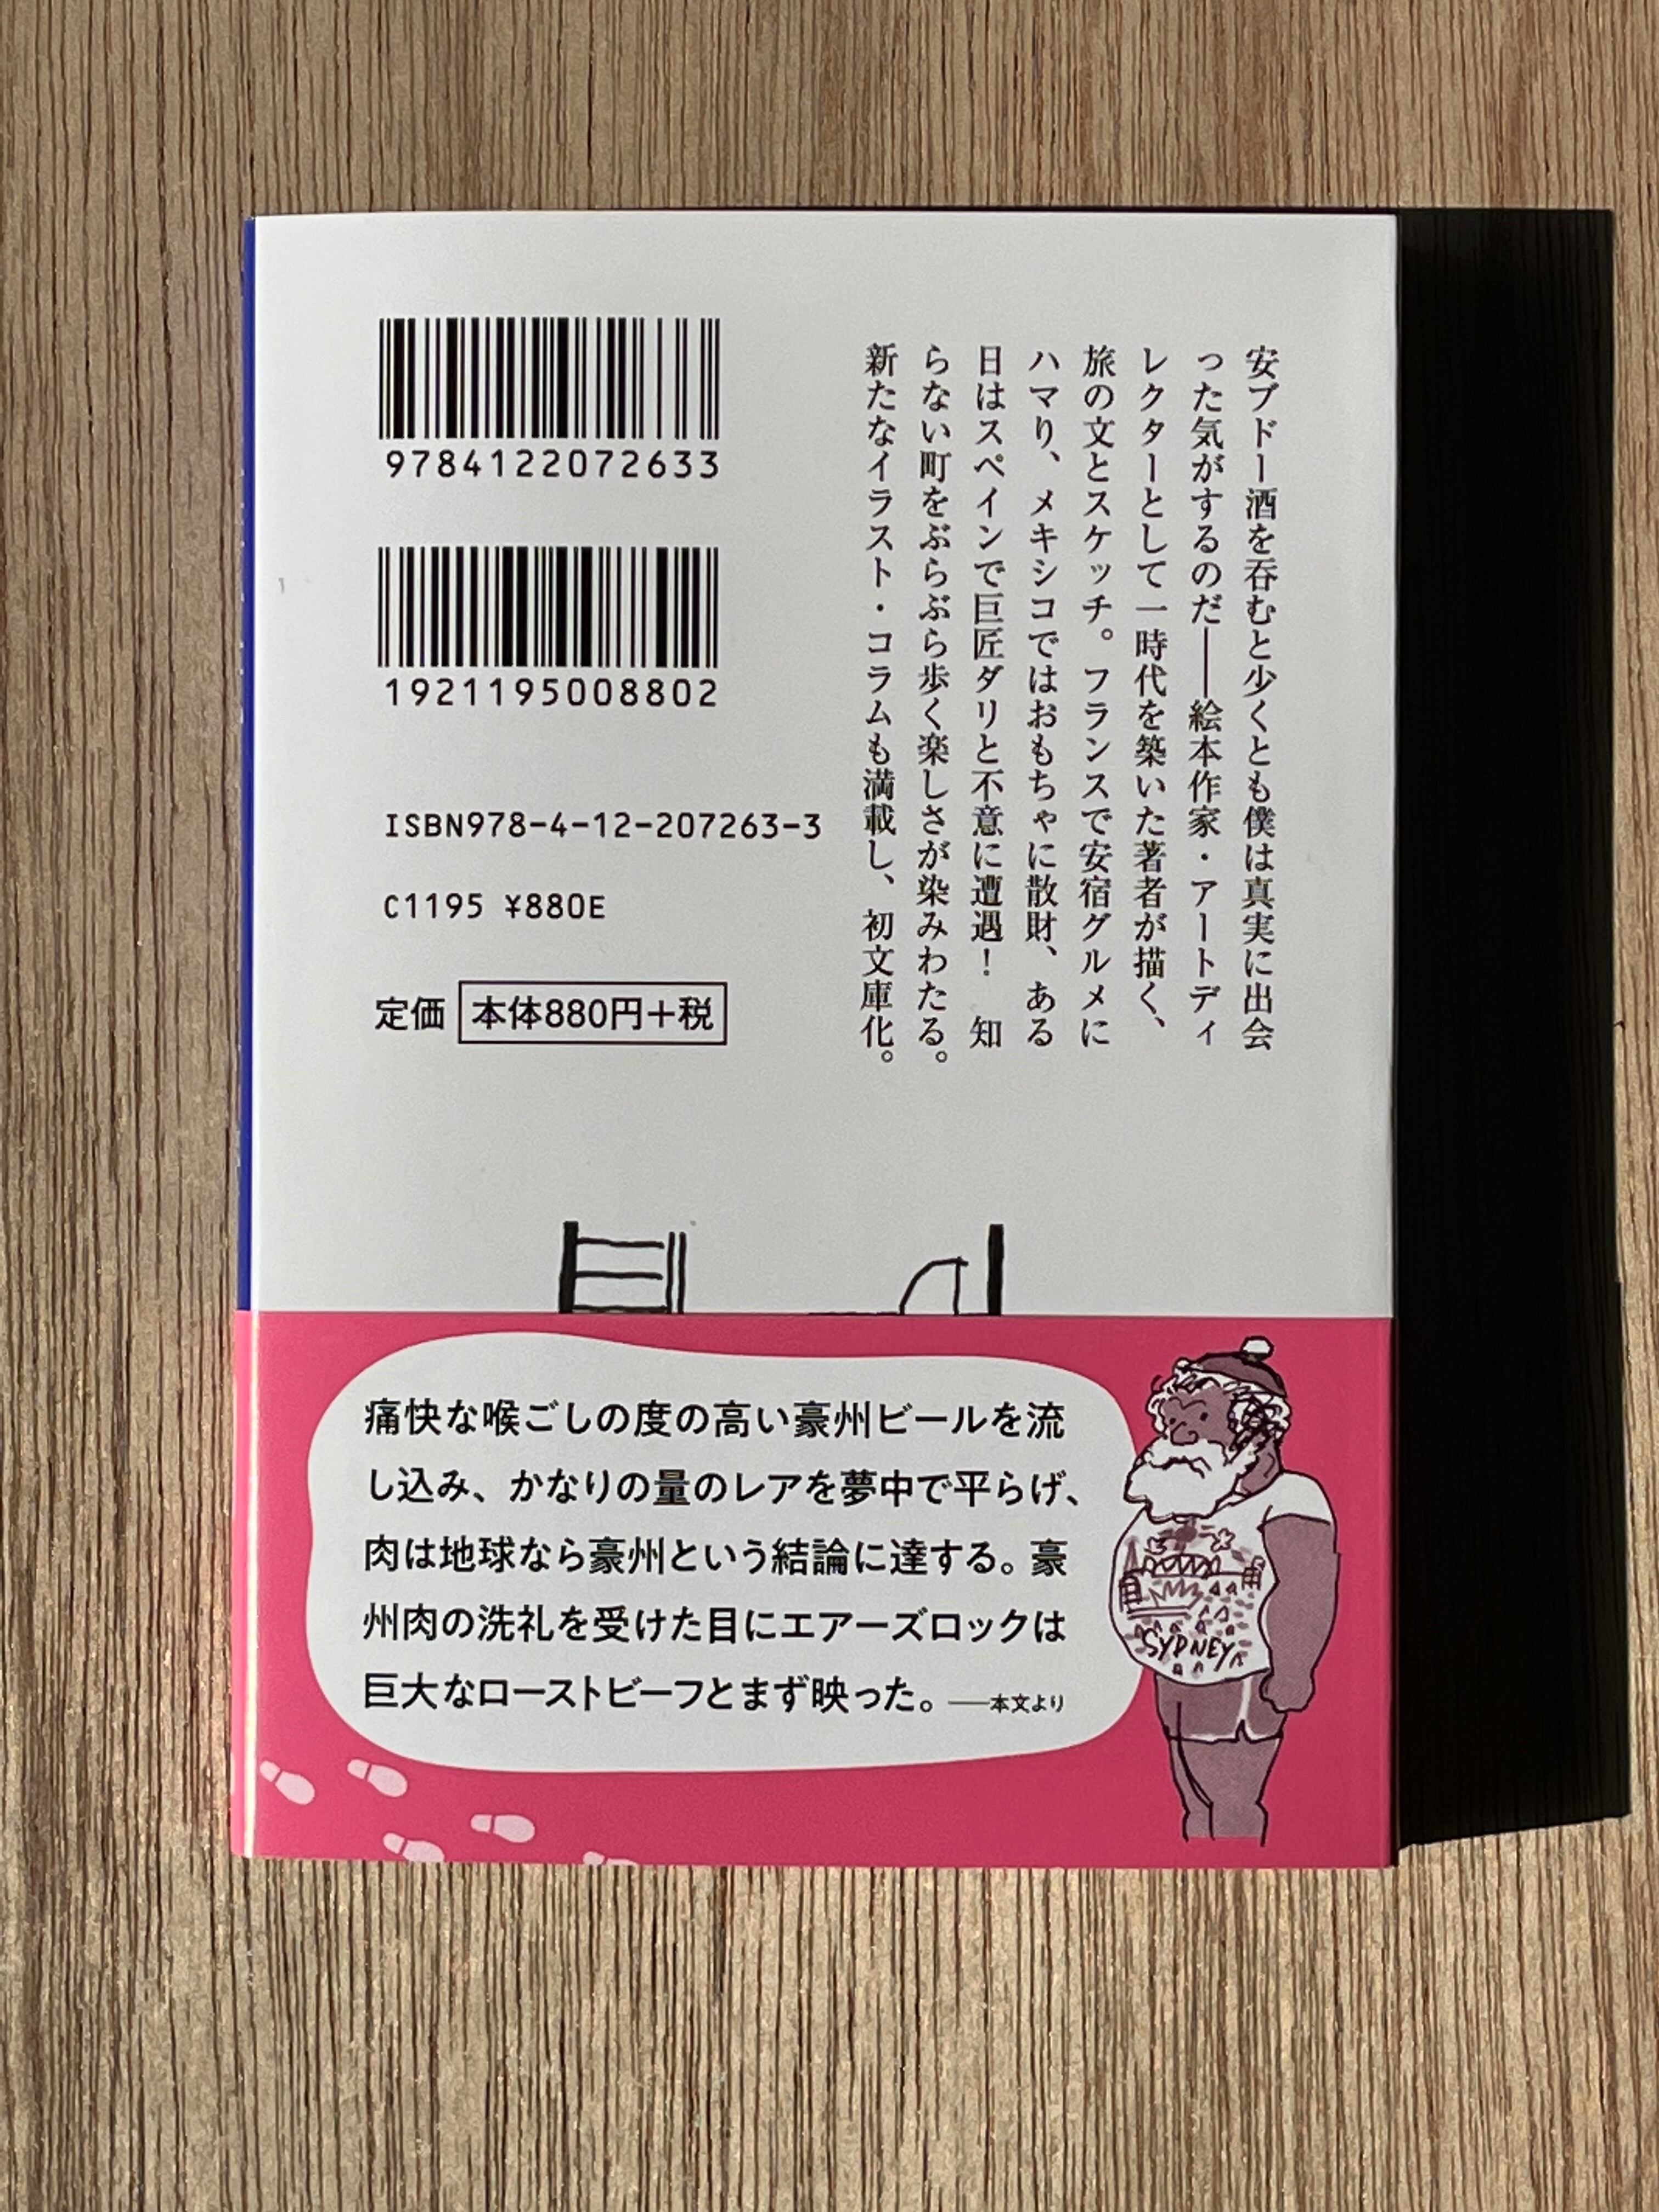 安ブドー酒を吞むと少くとも僕は真実に出会
った気がするのだ――絵本作家・アートディ
レクターとして一時代を築いた著者が描く、
旅の文とスケッチ。フランスで安宿グルメに
ハマり、メキシコではおもちゃに散財、ある
日はスペインで巨匠ダリと不意に遭遇！　知
らない町をぶらぶら歩く楽しさが染みわたる。
新たなイラスト・コラムも満載し、初文庫化。
9784122072633
1921195008802
ISBN978-4-12-207263-3
C1195 ¥880E
定価 本体880円+税
痛快な喉ごしの度の高い豪州ビールを流
し込み、かなりの量のレアを夢中で平らげ、
肉は地球なら豪州という結論に達する。豪
州肉の洗礼を受けた目にエアーズロックは
巨大なローストビーフとまず映った。――本文より
SYDNEY